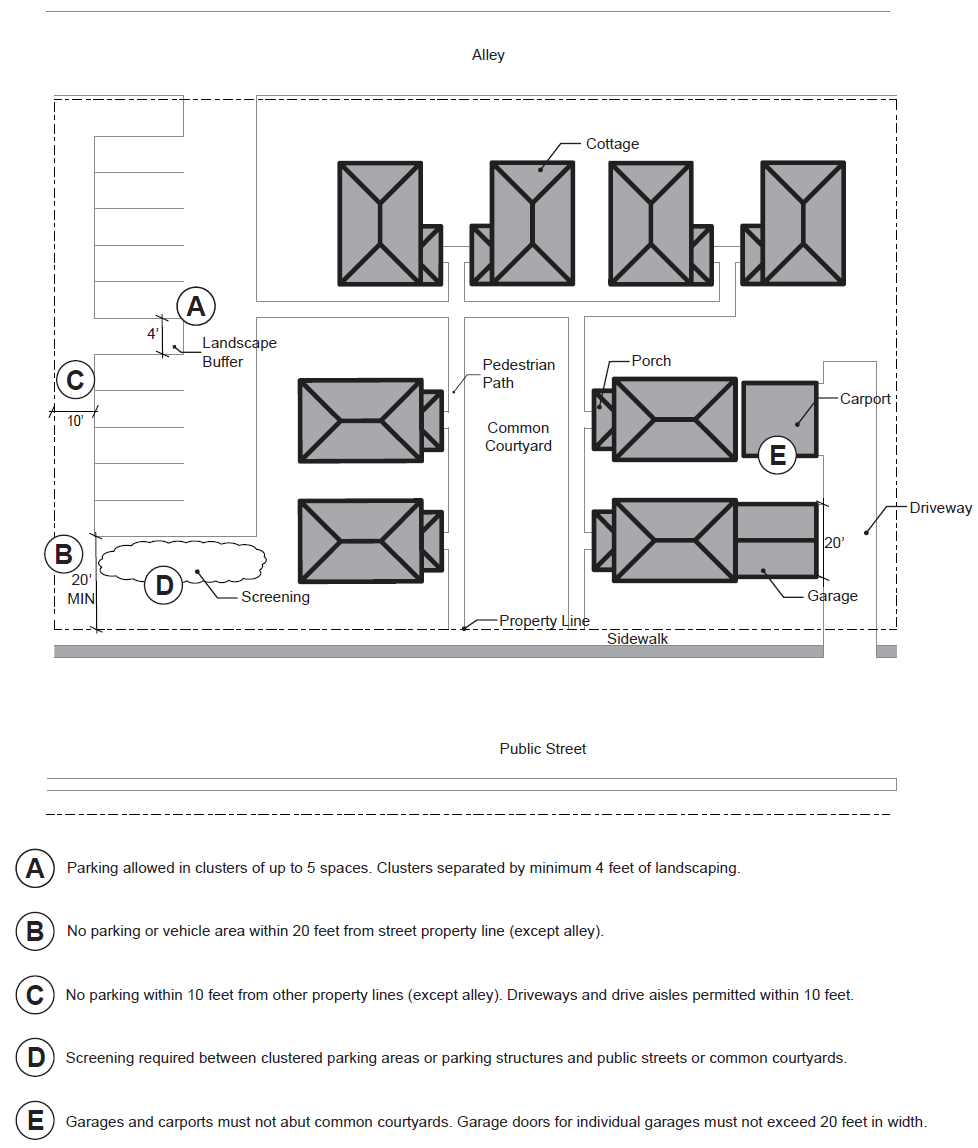 Alley
Cottage
A
4’
Landscape
Buffer
C
Pedestrian
Path
Porch
10’
Carport
Common
Courtyard
E
Driveway
B
20’
20’
MIN
D
Screening
Garage
Property Line
Sidewalk
Public Street
A Parking allowed in clusters of up to 5 spaces. Clusters separated by minimum 4 feet of landscaping.
B No parking or vehicle area within 20 feet from street property line (except alley).
C No parking within 10 feet from other property lines (except alley). Driveways and drive aisles permitted within 10 feet.
D Screening required between clustered parking areas or parking structures and public streets or common courtyards.
E Garages and carports must not abut common courtyards. Garage doors for individual garages must not exceed 20 feet in width.